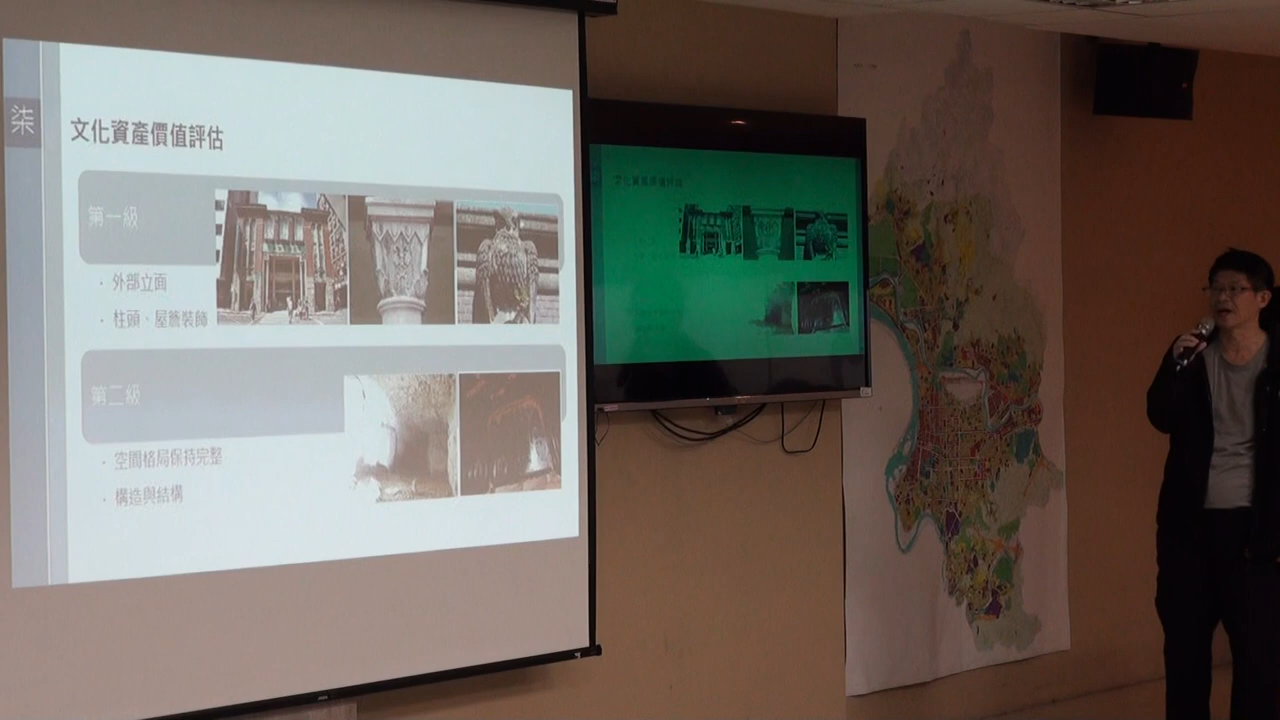 柒
文化資產價值評估
第一級
· 外部立面
· 柱頭、屋簷裝飾
第二級
· 空間格局保持完整
· 構造與結構
文化資產價值評估